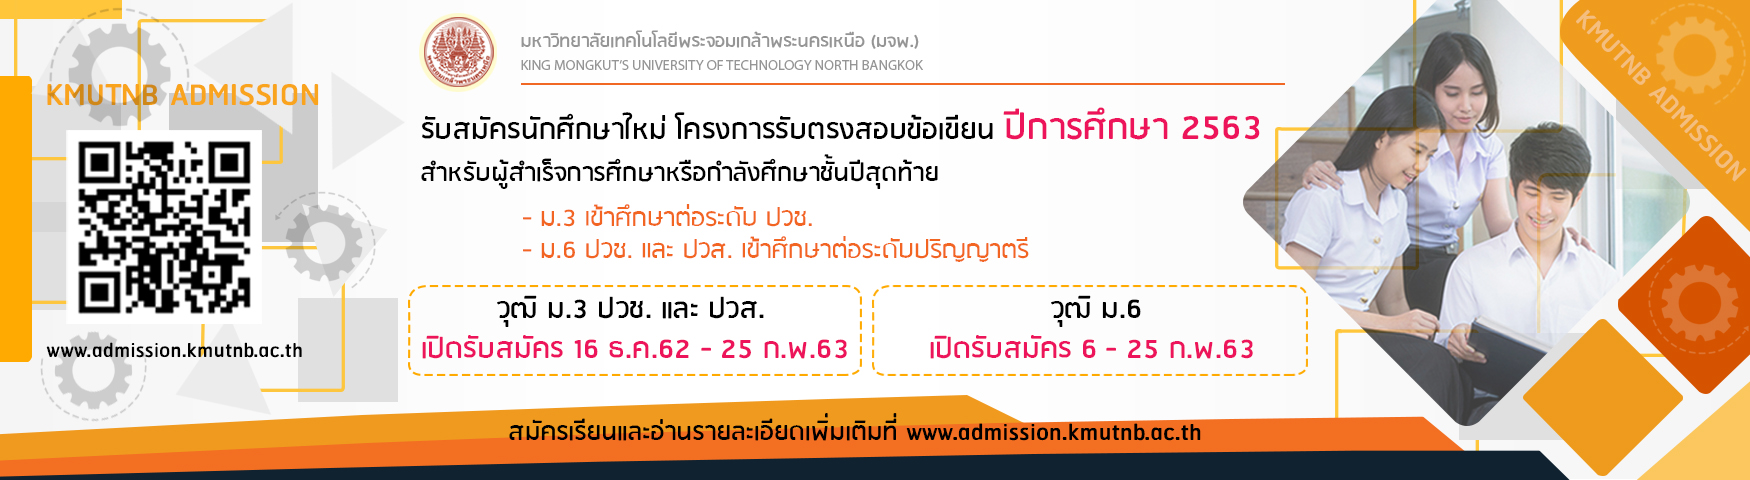 มหาวิทยาลัยเทคโนโลยีพระจอมเกล้าพระนครเหนือ (มจพ.)
KING MONGKUT'S UNIVERSITY OF TECHNOLOGY NORTH BANGKOK
KMUTNB ADMISSION
www.admission.kmutnb.ac.th
รับสมัครนักศึกษาใหม่ โครงการรับตรงสอบข้อเขียน ปีการศึกษา 2563
สำหรับผู้สำเร็จการศึกษาหรือกำลังศึกษาชั้นปีสุดท้าย
- ม.3 เข้าศึกษาต่อระดับ ปวช.
- ม.6 ปวช. และ ปวส. เข้าศึกษาต่อระดับปริญญาตรี
วุฒิ ม.3 ปวช. และ ปวส.
เปิดรับสมัคร 16 ธ.ค.62 - 25 ก.พ.63
วุฒิ ม.6
เปิดรับสมัคร 6 - 25 ก.พ.63
สมัครเรียนและอ่านรายละเอียดเพิ่มเติมที่ www.admission.kmutnb.ac.th
KMUTNB ADMISSION